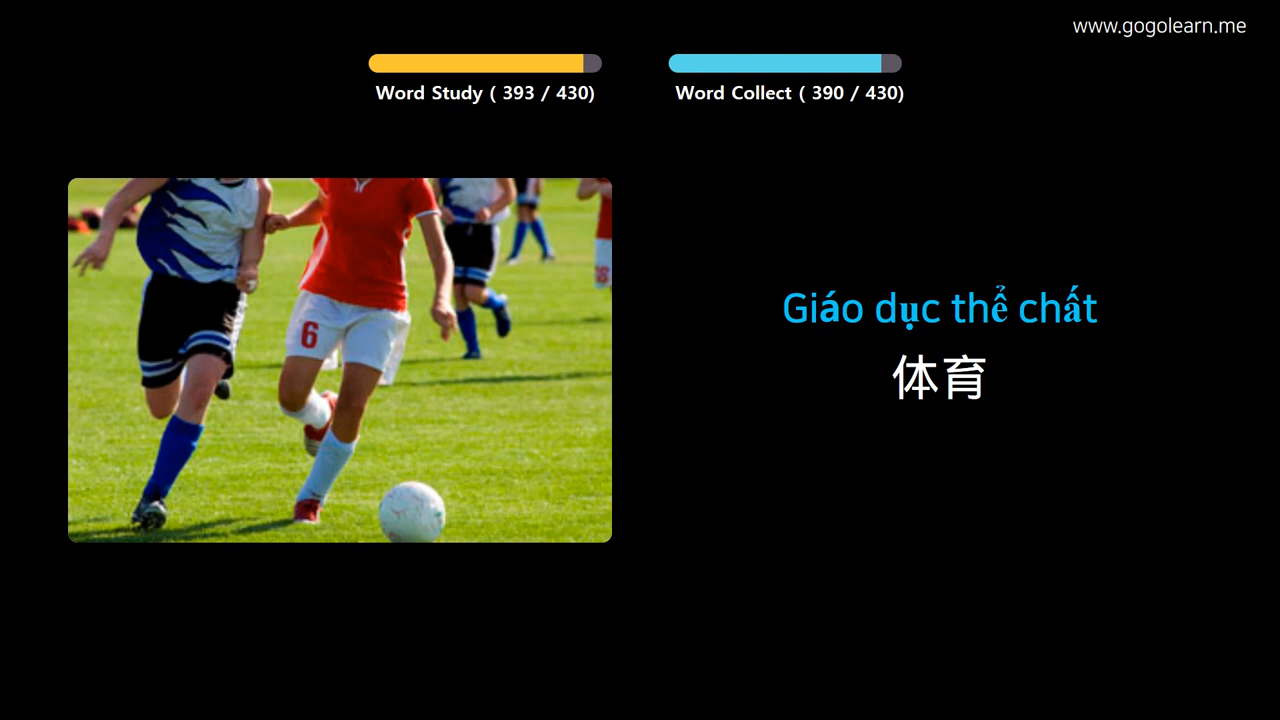 www.gogolearn.me
Word Study ( 393 / 430)
Word Collect ( 390 / 430)
6
Giáo dục thể chất
体育